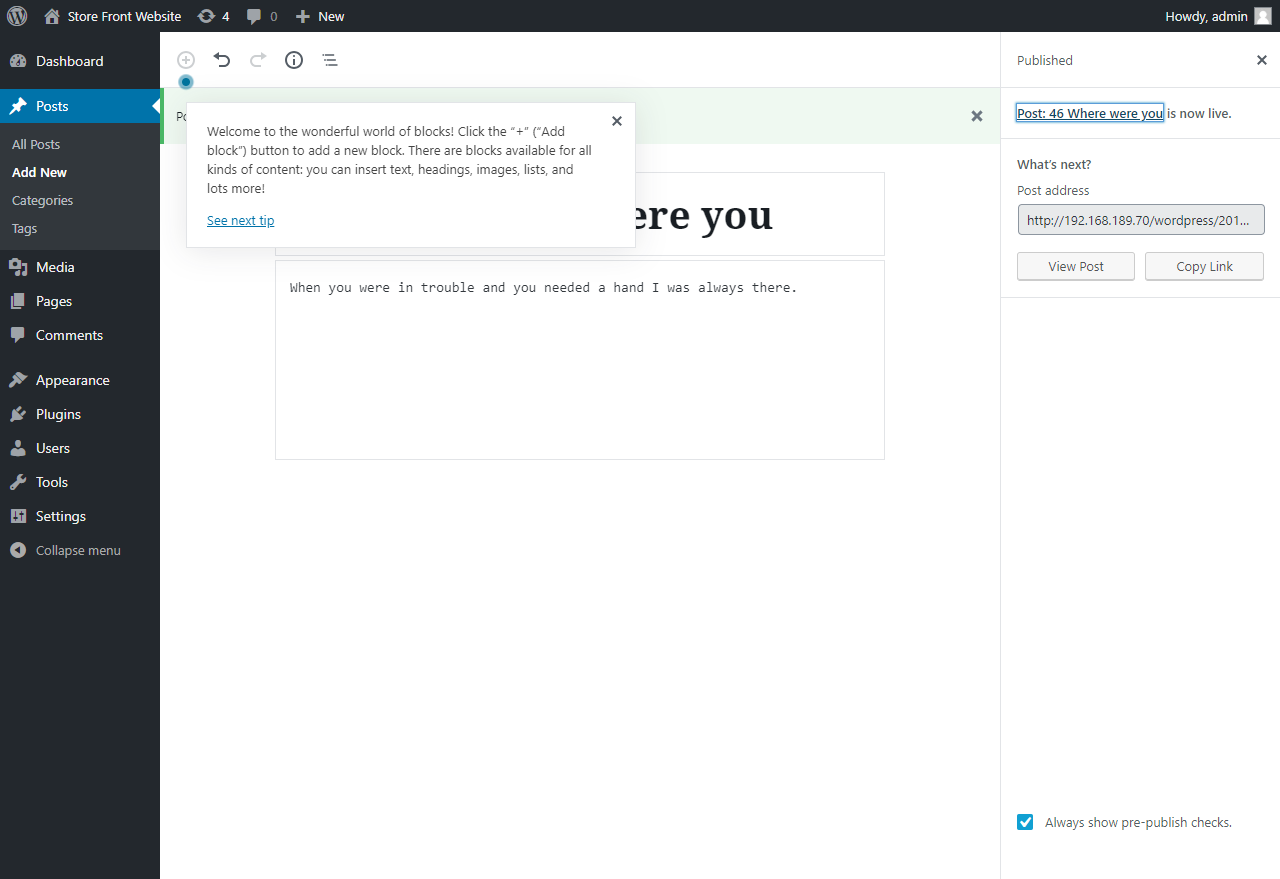 Store Front Website
4
0
New
Howdy, admin
Dashboard
Posts
All Posts
Add New
Categories
Tags
Media
Pages
Comments
Appearance
Plugins
Users
Tools
Settings
Collapse menu
Welcome to the wonderful world of blocks! Click the “+” (“Add
block”) button to add a new block. There are blocks available for all
kinds of content: you can insert text, headings, images, lists, and
lots more!
See next tip
ere you
When you were in trouble and you needed a hand I was always there.
Published
Post: 46 Where were you is now live.
What’s next?
Post address
http://192.168.189.70/wordpress/201...
View Post
Copy Link
Always show pre-publish checks.